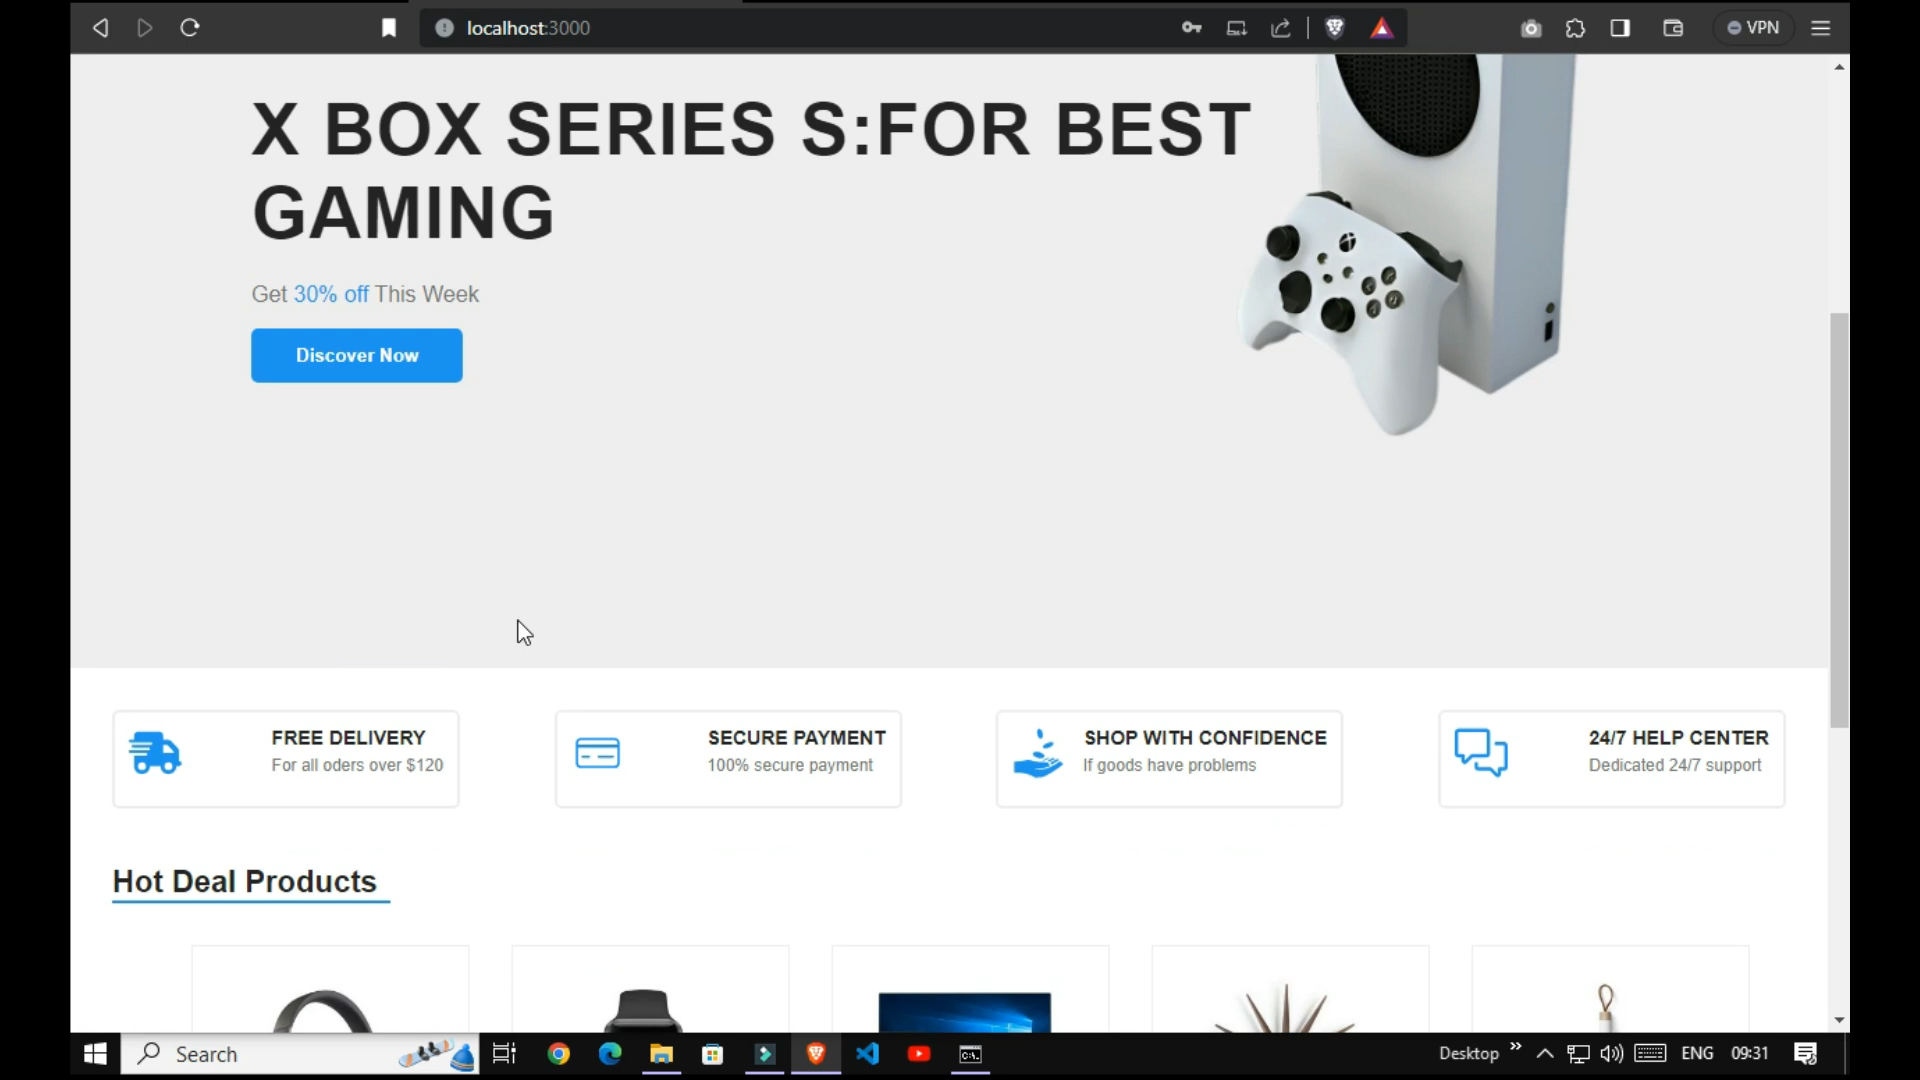 localhost:3000
VPN
X BOX SERIES S:FOR BEST
GAMING
Get 30% off This Week
Discover Now
FREE DELIVERY
For all oders over $120
SECURE PAYMENT
100% secure payment
SHOP WITH CONFIDENCE
If goods have problems
24/7 HELP CENTER
Dedicated 24/7 support
Hot Deal Products
Search
Desktop
ENG
09:31